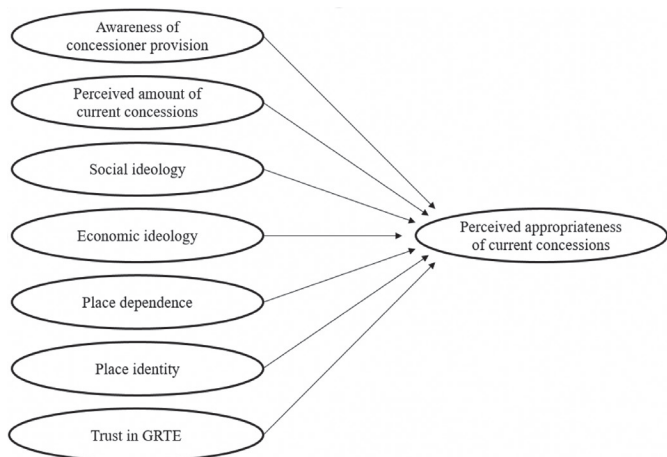 Awareness of
concessioner provision
Perceived amount of
current concessions
Social ideology
Economic ideology
Place dependence
Place identity
Trust in GRTE
Perceived appropriateness
of current concessions